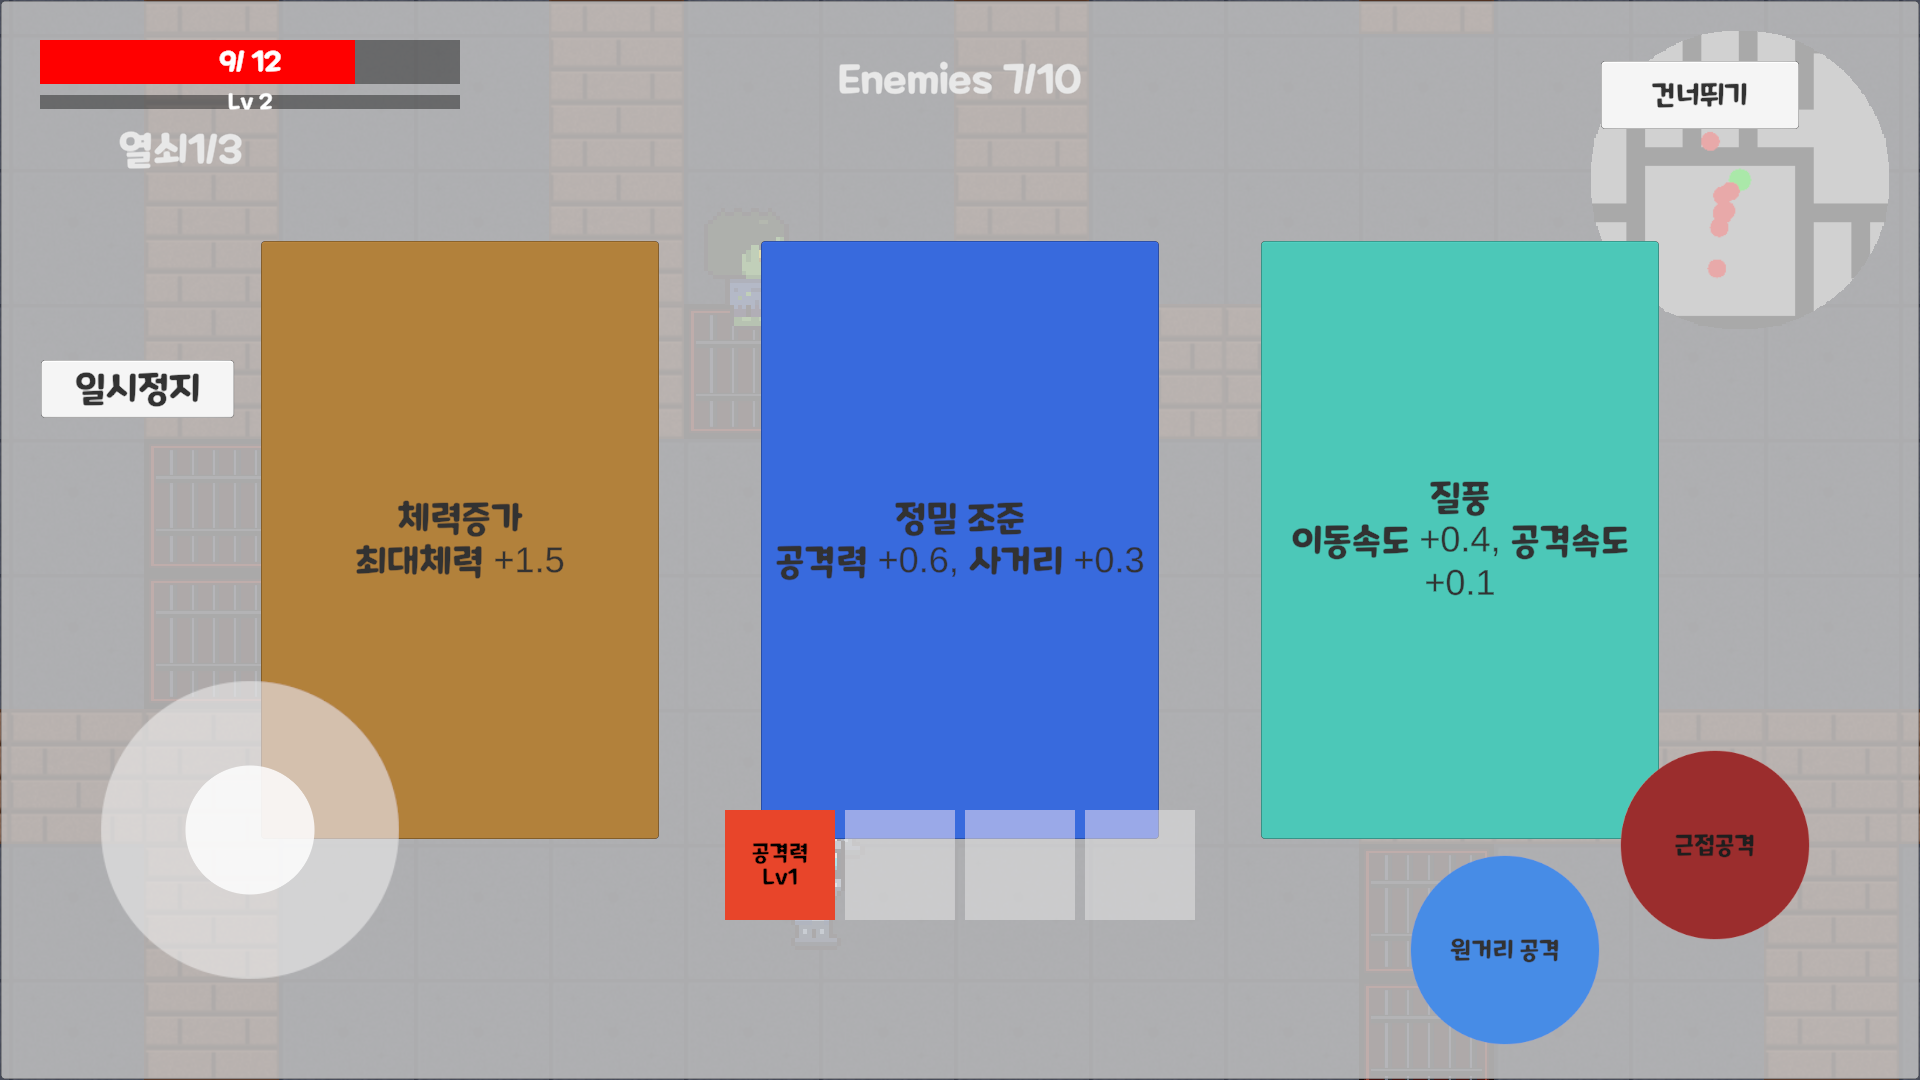 9/ 12
Lv 2
열쇠1/3
Enemies 7/10
건너뛰기
일시정지
체력증가
최대체력 +1.5
정밀 조준
공격력 +0.6, 사거리 +0.3
질풍
이동속도 +0.4, 공격속도
+0.1
공격력
Lv1
근접공격
원거리 공격